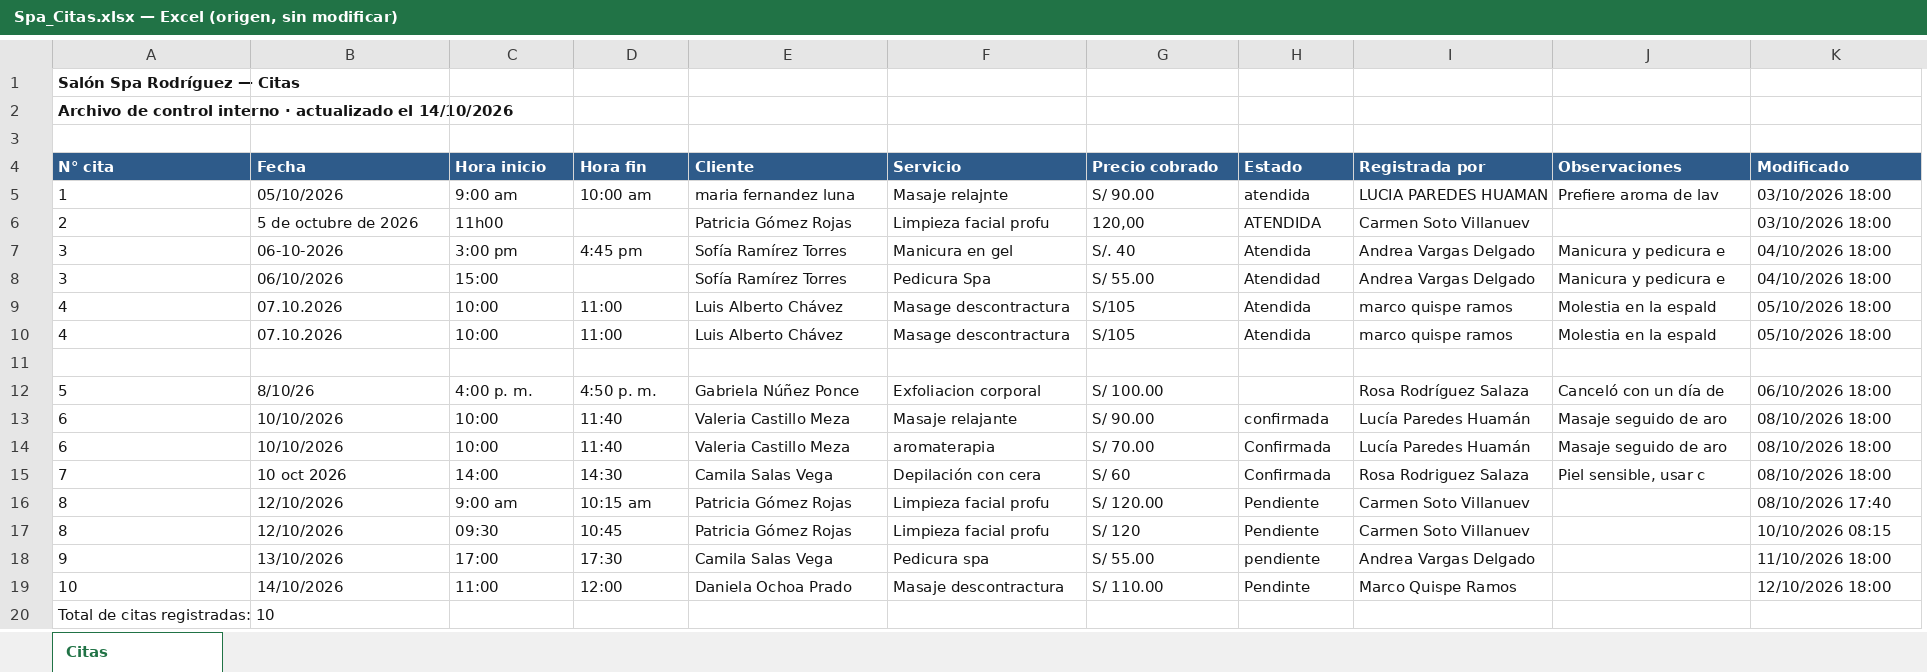 Spa_Citas.xlsx — Excel (origen, sin modificar)
A B C D E F G H I J K
1 Salón Spa Rodríguez — Citas
2 Archivo de control interno · actualizado el 14/10/2026
3
4 N° cita Fecha Hora inicio Hora fin Cliente Servicio Precio cobrado Estado Registrada por Observaciones Modificado
5 1 05/10/2026 9:00 am 10:00 am maria fernandez luna Masaje relajnte S/ 90.00 atendida LUCIA PAREDES HUAMAN Prefiere aroma de lav 03/10/2026 18:00
6 2 5 de octubre de 2026 11h00 Patricia Gómez Rojas Limpieza facial profu 120,00 ATENDIDA Carmen Soto Villanuev 03/10/2026 18:00
7 3 06-10-2026 3:00 pm 4:45 pm Sofía Ramírez Torres Manicura en gel S/. 40 Atendida Andrea Vargas Delgado Manicura y pedicura e 04/10/2026 18:00
8 3 06/10/2026 15:00 Sofía Ramírez Torres Pedicura Spa S/ 55.00 Atendidad Andrea Vargas Delgado Manicura y pedicura e 04/10/2026 18:00
9 4 07.10.2026 10:00 11:00 Luis Alberto Chávez Masage descontractura S/105 Atendida marco quispe ramos Molestia en la espald 05/10/2026 18:00
10 4 07.10.2026 10:00 11:00 Luis Alberto Chávez Masage descontractura S/105 Atendida marco quispe ramos Molestia en la espald 05/10/2026 18:00
11
12 5 8/10/26 4:00 p. m. 4:50 p. m. Gabriela Núñez Ponce Exfoliacion corporal S/ 100.00 Rosa Rodríguez Salaza Canceló con un día de 06/10/2026 18:00
13 6 10/10/2026 10:00 11:40 Valeria Castillo Meza Masaje relajante S/ 90.00 confirmada Lucía Paredes Huamán Masaje seguido de aro 08/10/2026 18:00
14 6 10/10/2026 10:00 11:40 Valeria Castillo Meza aromaterapia S/ 70.00 Confirmada Lucía Paredes Huamán Masaje seguido de aro 08/10/2026 18:00
15 7 10 oct 2026 14:00 14:30 Camila Salas Vega Depilación con cera S/ 60 Confirmada Rosa Rodriguez Salaza Piel sensible, usar c 08/10/2026 18:00
16 8 12/10/2026 9:00 am 10:15 am Patricia Gómez Rojas Limpieza facial profu S/ 120.00 Pendiente Carmen Soto Villanuev 08/10/2026 17:40
17 8 12/10/2026 09:30 10:45 Patricia Gómez Rojas Limpieza facial profu S/ 120 Pendiente Carmen Soto Villanuev 10/10/2026 08:15
18 9 13/10/2026 17:00 17:30 Camila Salas Vega Pedicura spa S/ 55.00 pendiente Andrea Vargas Delgado 11/10/2026 18:00
19 10 14/10/2026 11:00 12:00 Daniela Ochoa Prado Masaje descontractura S/ 110.00 Pendinte Marco Quispe Ramos 12/10/2026 18:00
20 Total de citas registradas: 10
Citas